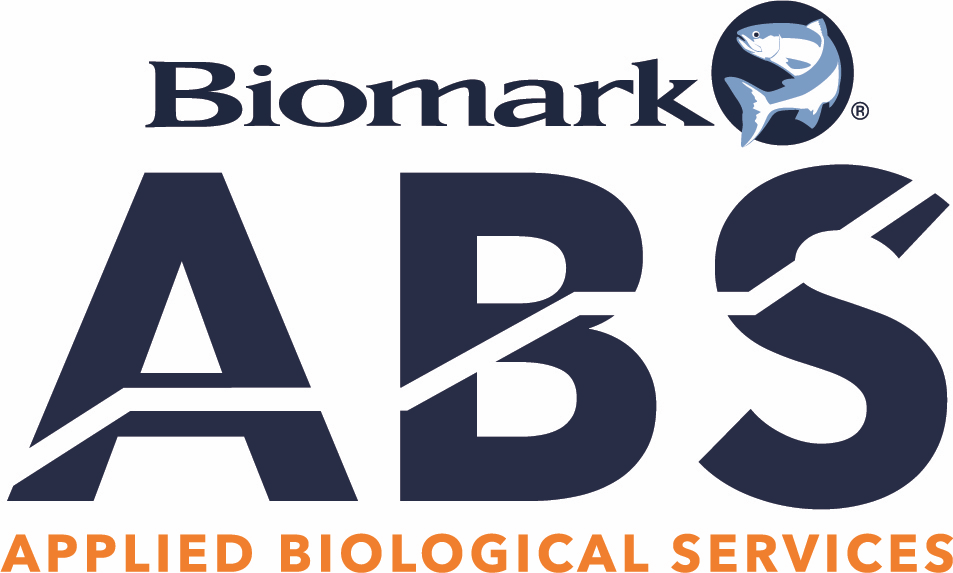 Biomark®
ABS
APPLIED BIOLOGICAL SERVICES